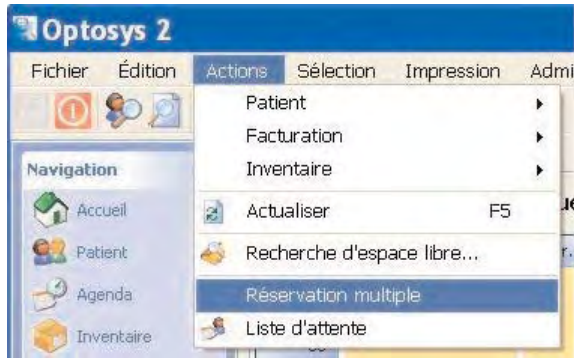 Optosys 2
Fichier Édition Actions Sélection Impression Admi
Patient
Facturation
Inventaire
Actualiser F5
Recherche d'espace libre...
Réservation multiple
Liste d'attente
Navigation
Accueil
Patient
Agenda
Inventaire